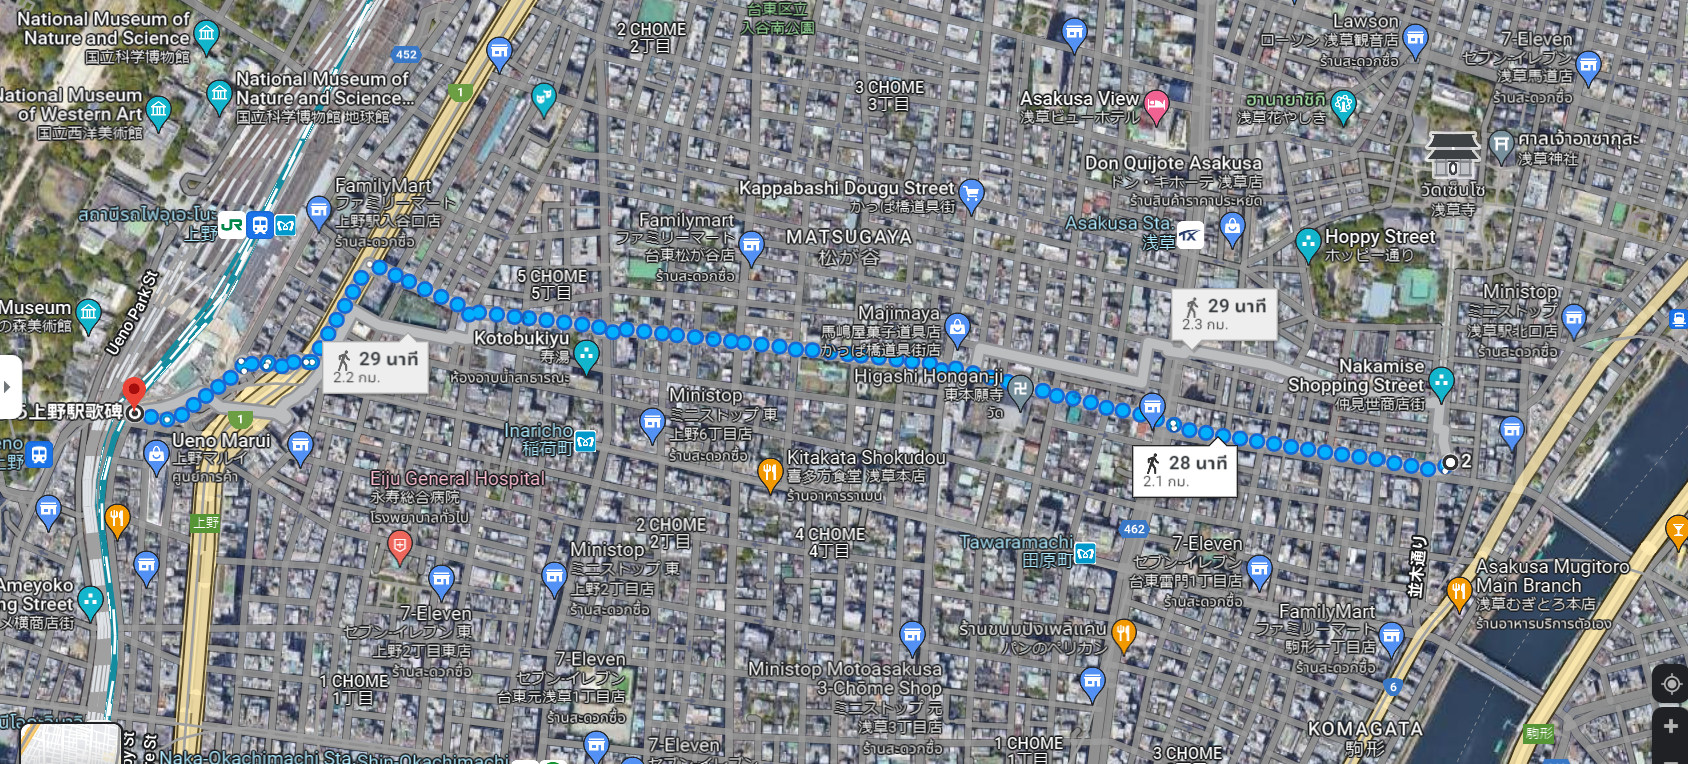 National Museum of
Nature and Science
国立科学博物館
National Museum of
Nature and Science...
国立科学博物館 地球館
National Museum
of Western Art
国立西洋美術館
452
1
2 CHOME
2丁目
台東区立
入谷南公園
3 CHOME
3丁目
Asakusa View
浅草ビューホテル
Lawson
ローソン 浅草観音店
ร้านสะดวกซื้อ
7-Eleven
セブン-イレブン
浅草馬道店
ร้านสะดวกซื้อ
ฮานายาชิกิ
浅草花やしき
ศาลเจ้าอาซากุสะ
浅草神社
วัดเซ็นโซ
浅草寺
Don Quijote Asakusa
ドン・キホーテ 浅草店
ร้านสินค้าราคาประหยัด
Kappabashi Dougu Street
かっぱ橋道具街
FamilyMart
ファミリーマート
上野駅入谷口店
ร้านสะดวกซื้อ
สถานีรถไฟอุเอะโนะ
上野
JR
Familymart
ファミリーマート
台東松が谷店
ร้านสะดวกซื้อ
MATSUGAYA
松が谷
Asakusa Sta.
浅草
TX
Hoppy Street
ホッピー通り
Ueno Park St
5 CHOME
5丁目
Museum
の森美術館
Kotobukiyu
寿湯
ห้องอาบน้ำสาธารณะ
Majimaya
馬嶋屋菓子道具店
かっぱ橋道具街店
29 นาที
2.3 กม.
Ministop
ミニストップ
浅草駅北口店
ร้านสะดวกซื้อ
29 นาที
2.2 กม.
Higashi Hongan-ji
東本願寺
วัด
Nakamise
Shopping Street
仲見世商店街
上野駅歌碑
1
Ministop
ミニストップ 東
上野6丁目店
ร้านสะดวกซื้อ
Ueno Marui
上野マルイ
ศูนย์การค้า
Inaricho
稲荷町
28 นาที
2.1 กม.
2
Kitakata Shokudou
喜多方食堂 浅草本店
ร้านอาหารราเมน
Eiju General Hospital
永寿総合病院
โรงพยาบาลทั่วไป
上野
2 CHOME
2丁目
4 CHOME
4丁目
462
Tawaramachi
田原町
7-Eleven
セブン-イレブン
台東雷門1丁目店
ร้านสะดวกซื้อ
並木通り
Asakusa Mugitoro
Main Branch
浅草むぎとろ本店
ร้านอาหารบริการตัวเอง
Ministop
ミニストップ 東
上野2丁目店
ร้านสะดวกซื้อ
Ameyoko
ng Street
メ横商店街
7-Eleven
セブン-イレブン 東
上野2丁目東店
ร้านสะดวกซื้อ
FamilyMart
ファミリーマート
駒形一丁目店
ร้านสะดวกซื้อ
ร้านขนมปังเพลิแคน
パンのペリカン
7-Eleven
セブン-イレブン
台東元浅草1丁目店
ร้านสะดวกซื้อ
Ministop Motoasakusa
3-Chōme Shop
ミニストップ 元
浅草3丁目店
ร้านสะดวกซื้อ
1 CHOME
1丁目
6
KOMAGATA
駒形
駒形
1 CHOME
1丁目
3 CHOME
7-Eleven
Naka-Okachimachi Sta.
Shin-Okachimachi